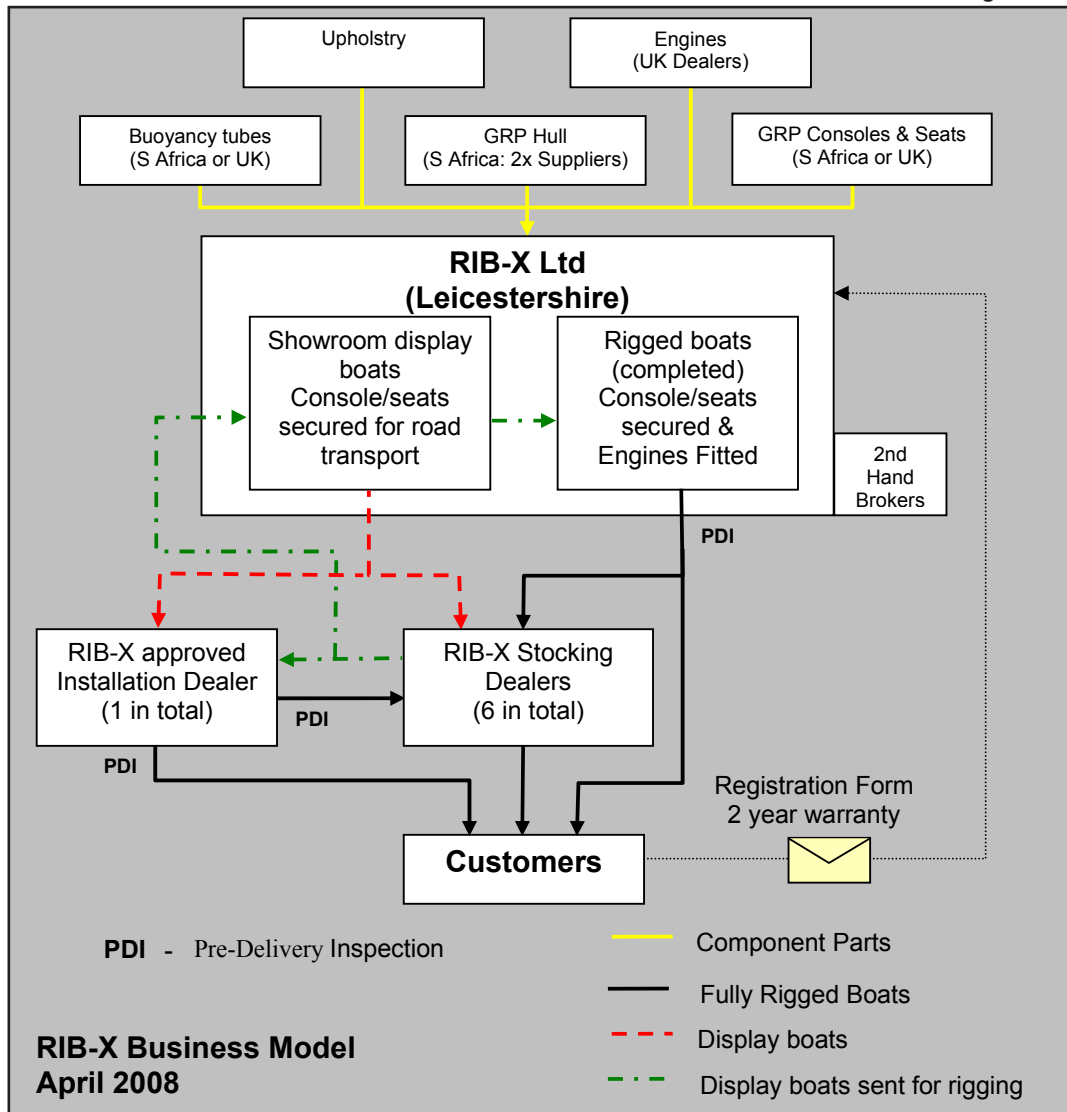 Upholstry
Engines
(UK Dealers)
Buoyancy tubes
(S Africa or UK)
GRP Hull
(S Africa: 2x Suppliers)
GRP Consoles & Seats
(S Africa or UK)
RIB-X Ltd
(Leicestershire)
Showroom display
boats
Console/seats
secured for road
transport
Rigged boats
(completed)
Console/seats
secured &
Engines Fitted
2nd
Hand
Brokers
PDI
RIB-X approved
Installation Dealer
(1 in total)
PDI
RIB-X Stocking
Dealers
(6 in total)
PDI
Registration Form
2 year warranty
Customers
PDI - Pre-Delivery Inspection
Component Parts
Fully Rigged Boats
Display boats
Display boats sent for rigging
RIB-X Business Model
April 2008